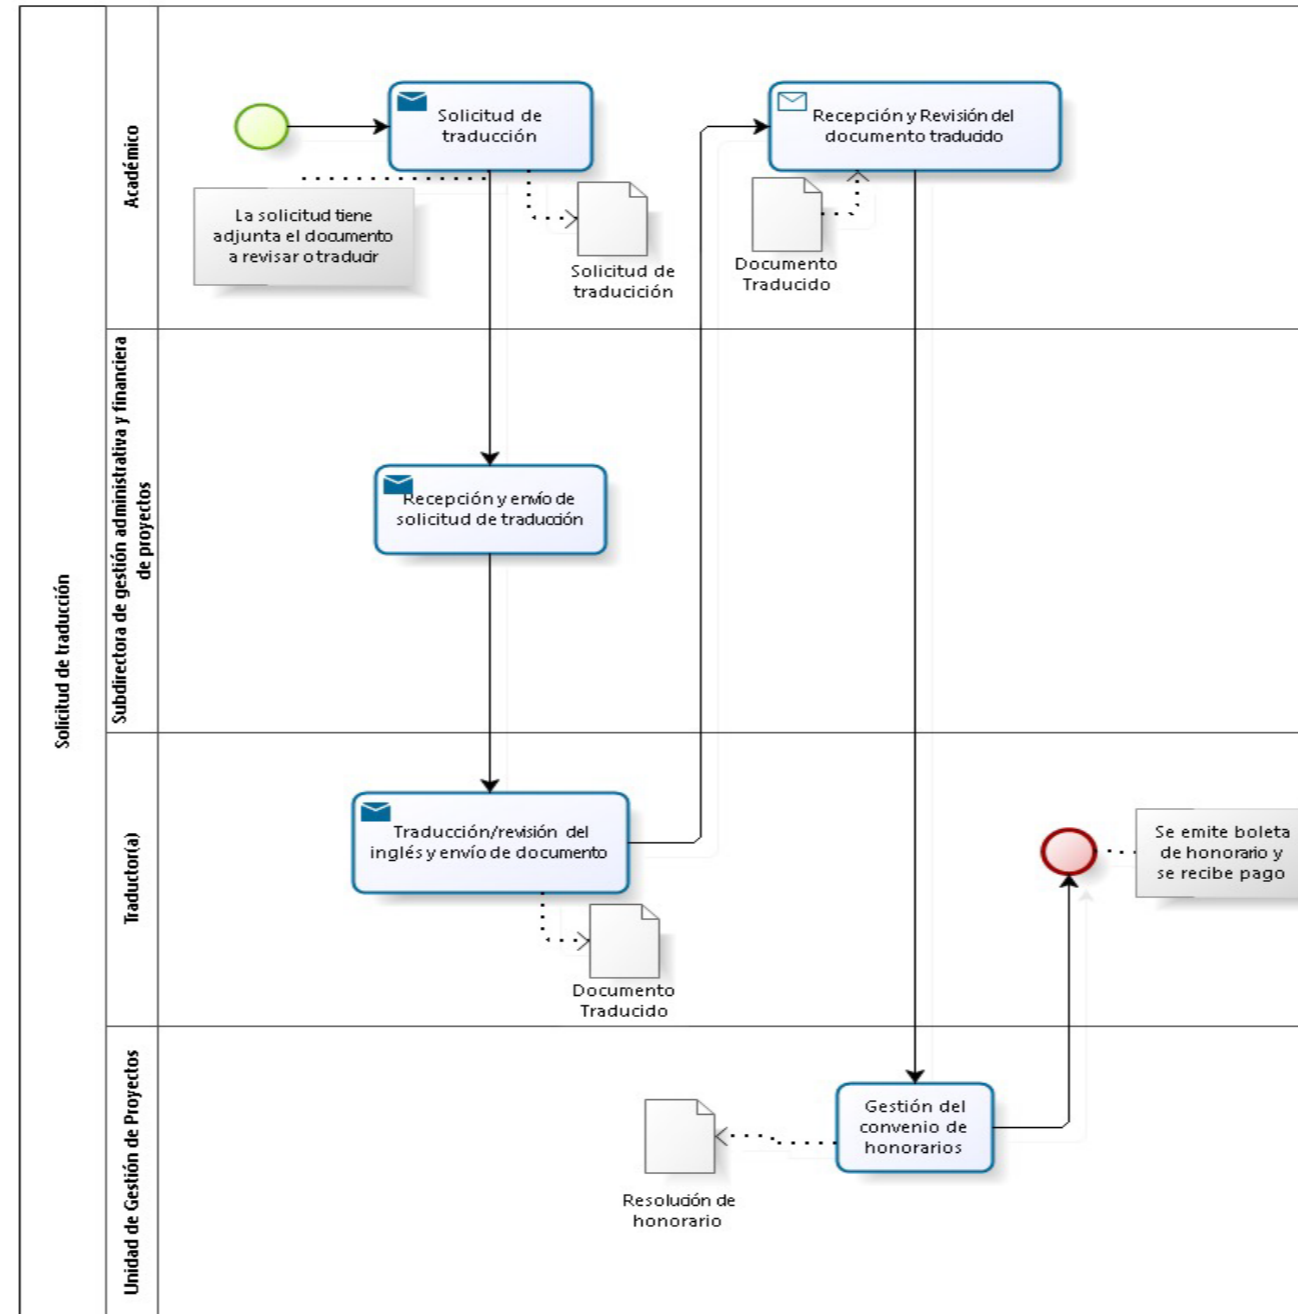 Solicitud de traducción
Académico
Solicitud de
traducción
La solicitud tiene
adjunta el documento
a revisar o traducir
Solicitud de
traducición
Recepción y Revisión del
documento traducido
Documento
Traducido
Subdirectora de gestión administrativa y financiera
de proyectos
Recepción y envío de
solicitud de traducción
Traductor(a)
Traducción/revisión del
inglés y envío de documento
Documento
Traducido
Se emite boleta
de honorario y
se recibe pago
Unidad de Gestión de Proyectos
Gestión del
convenio de
honorarios
Resolución de
honorario